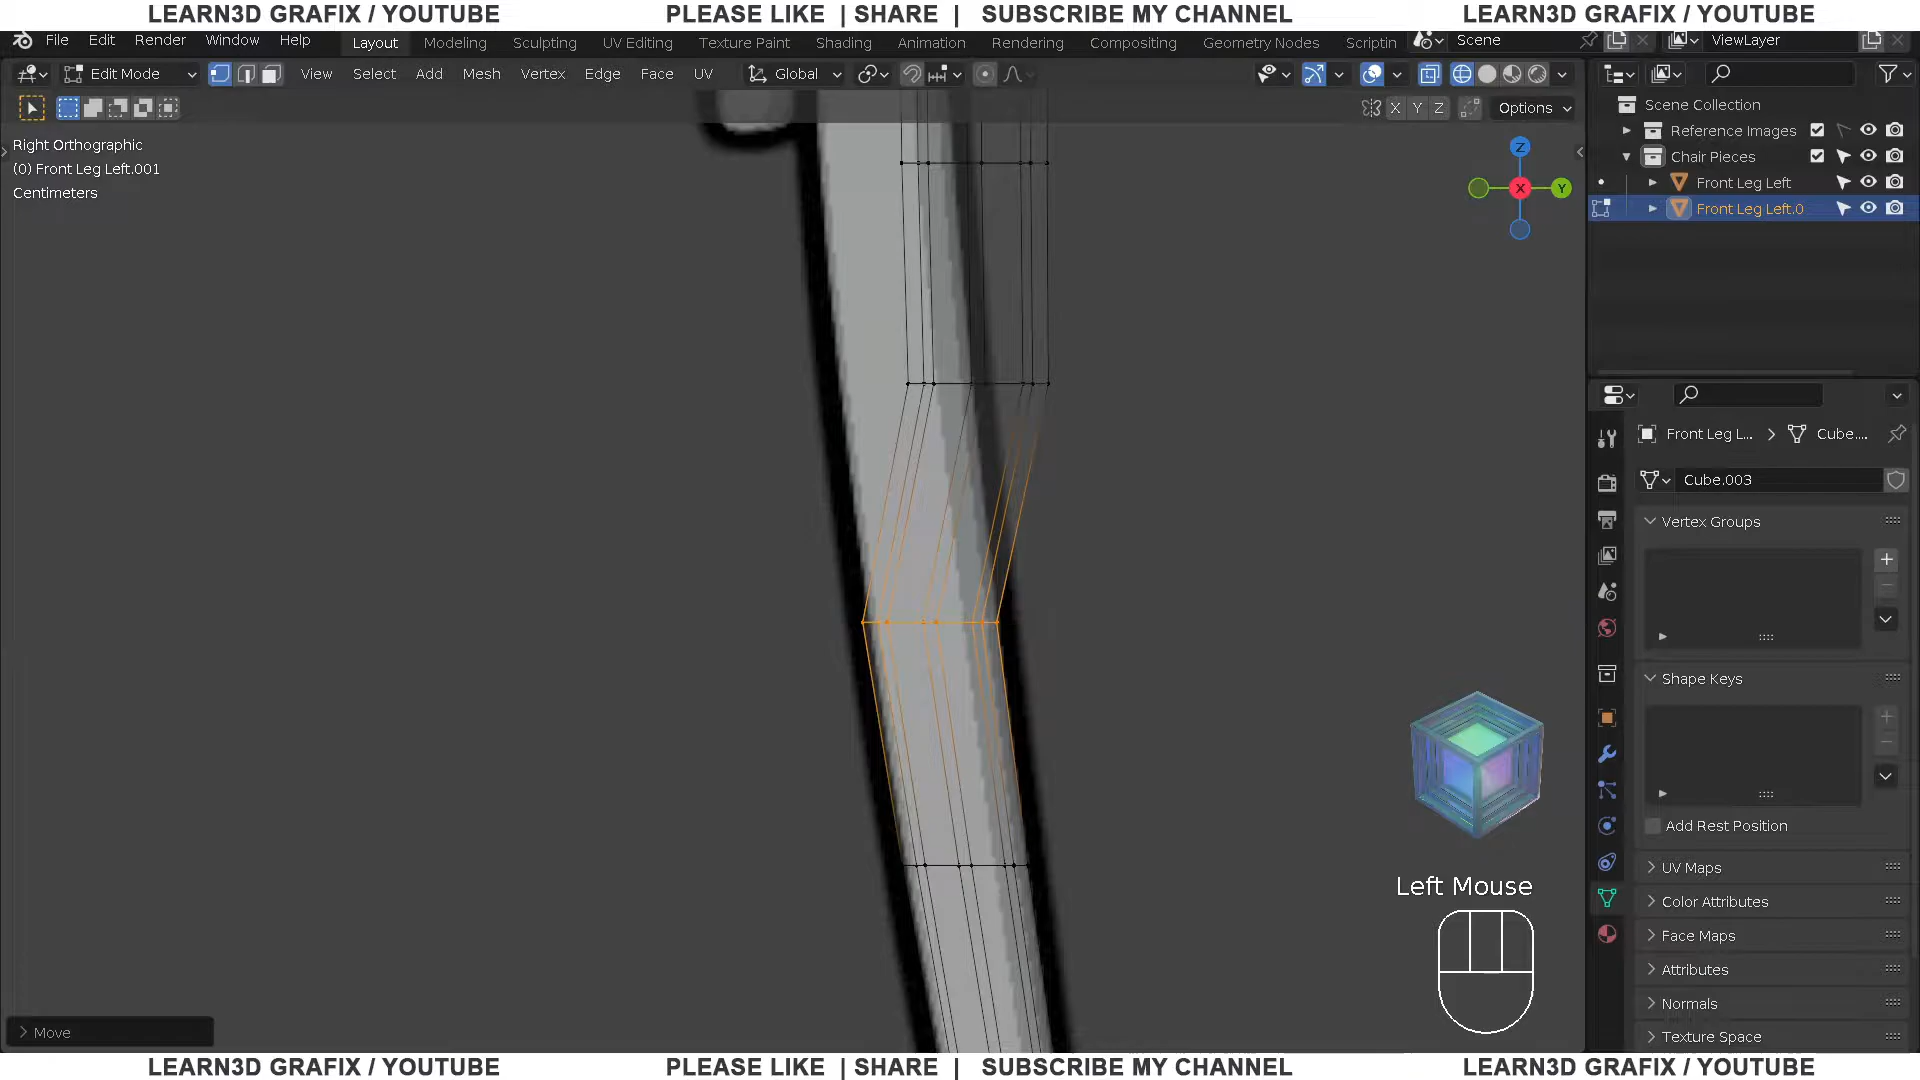 LEARN3D GRAFIX / YOUTUBE PLEASE LIKE | SHARE | SUBSCRIBE MY CHANNEL LEARN3D GRAFIX / YOUTUBE
File Edit Render Window Help Layout Modeling Sculpting UV Editing Texture Paint Shading Animation Rendering Compositing Geometry Nodes Scriptin Scene ViewLayer
Edit Mode View Select Add Mesh Vertex Edge Face UV Global
X Y Z Options
Scene Collection
Reference Images
Chair Pieces
Front Leg Left
Front Leg Left.0
Right Orthographic
(0) Front Leg Left.001
Centimeters
Z
X
Y
Front Leg L... Cube....
Cube.003
Vertex Groups
Shape Keys
Add Rest Position
UV Maps
Color Attributes
Face Maps
Attributes
Normals
Texture Space
Left Mouse
Move
LEARN3D GRAFIX / YOUTUBE PLEASE LIKE | SHARE | SUBSCRIBE MY CHANNEL LEARN3D GRAFIX / YOUTUBE